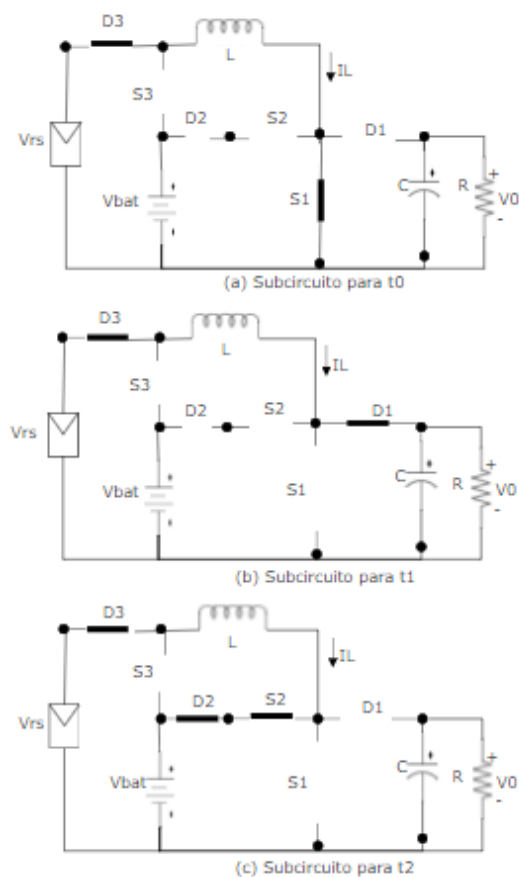 D3
L
IL
S3
D2
S2
D1
Vrs
Vbat
S1
C
R
+
V0
-
(a) Subcircuito para t0
D3
L
IL
S3
D2
S2
D1
Vrs
Vbat
S1
C
R
+
V0
-
(b) Subcircuito para t1
D3
L
IL
S3
D2
S2
D1
Vrs
Vbat
S1
C
R
+
V0
-
(c) Subcircuito para t2